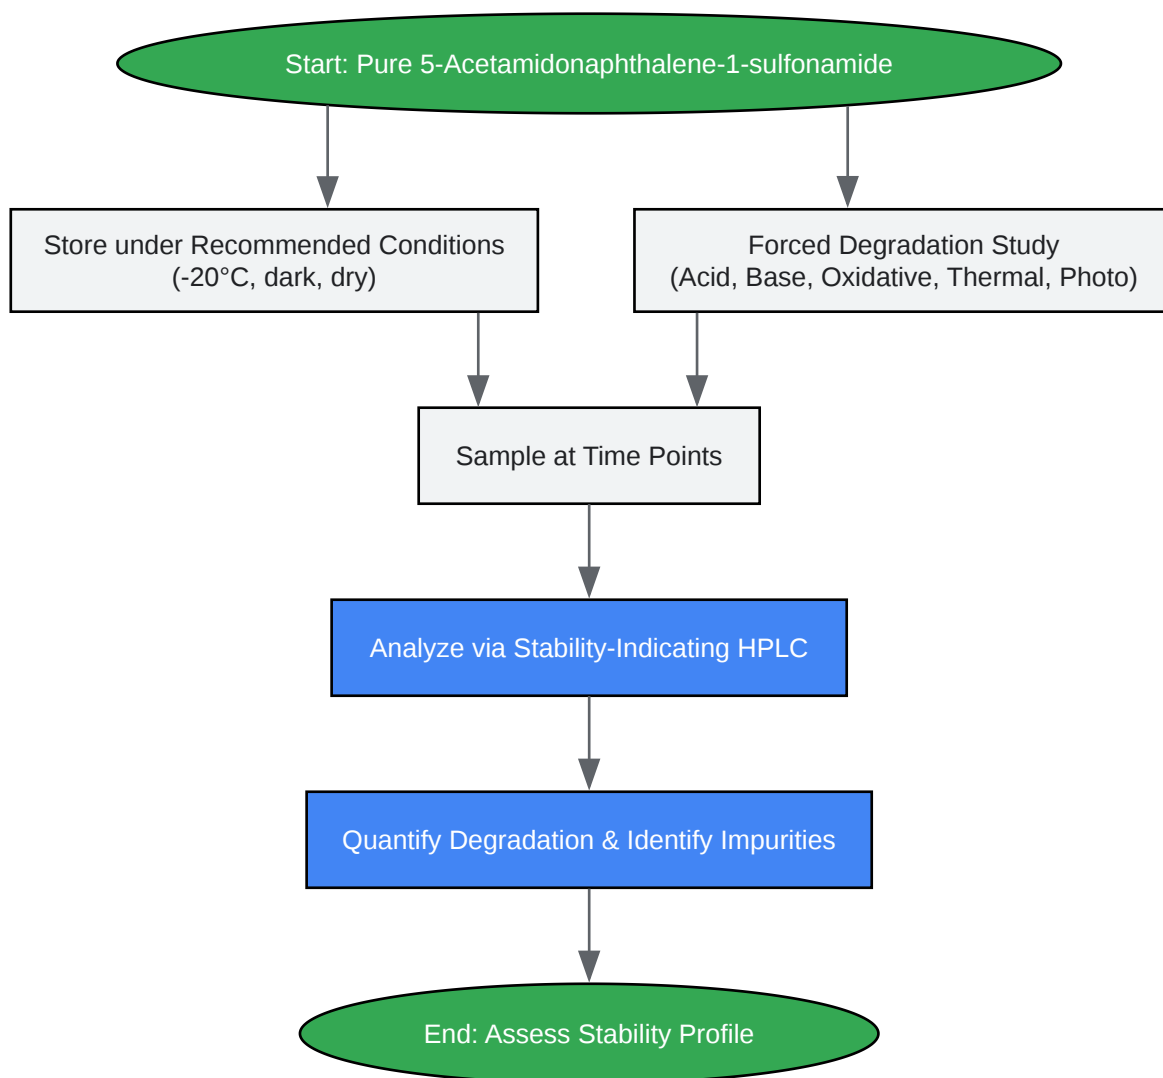 Start: Pure 5-Acetamidonaphthalene-1-sulfonamide
Store under Recommended Conditions
(-20°C, dark, dry)
Forced Degradation Study
(Acid, Base, Oxidative, Thermal, Photo)
Sample at Time Points
Analyze via Stability-Indicating HPLC
Quantify Degradation & Identify Impurities
End: Assess Stability Profile